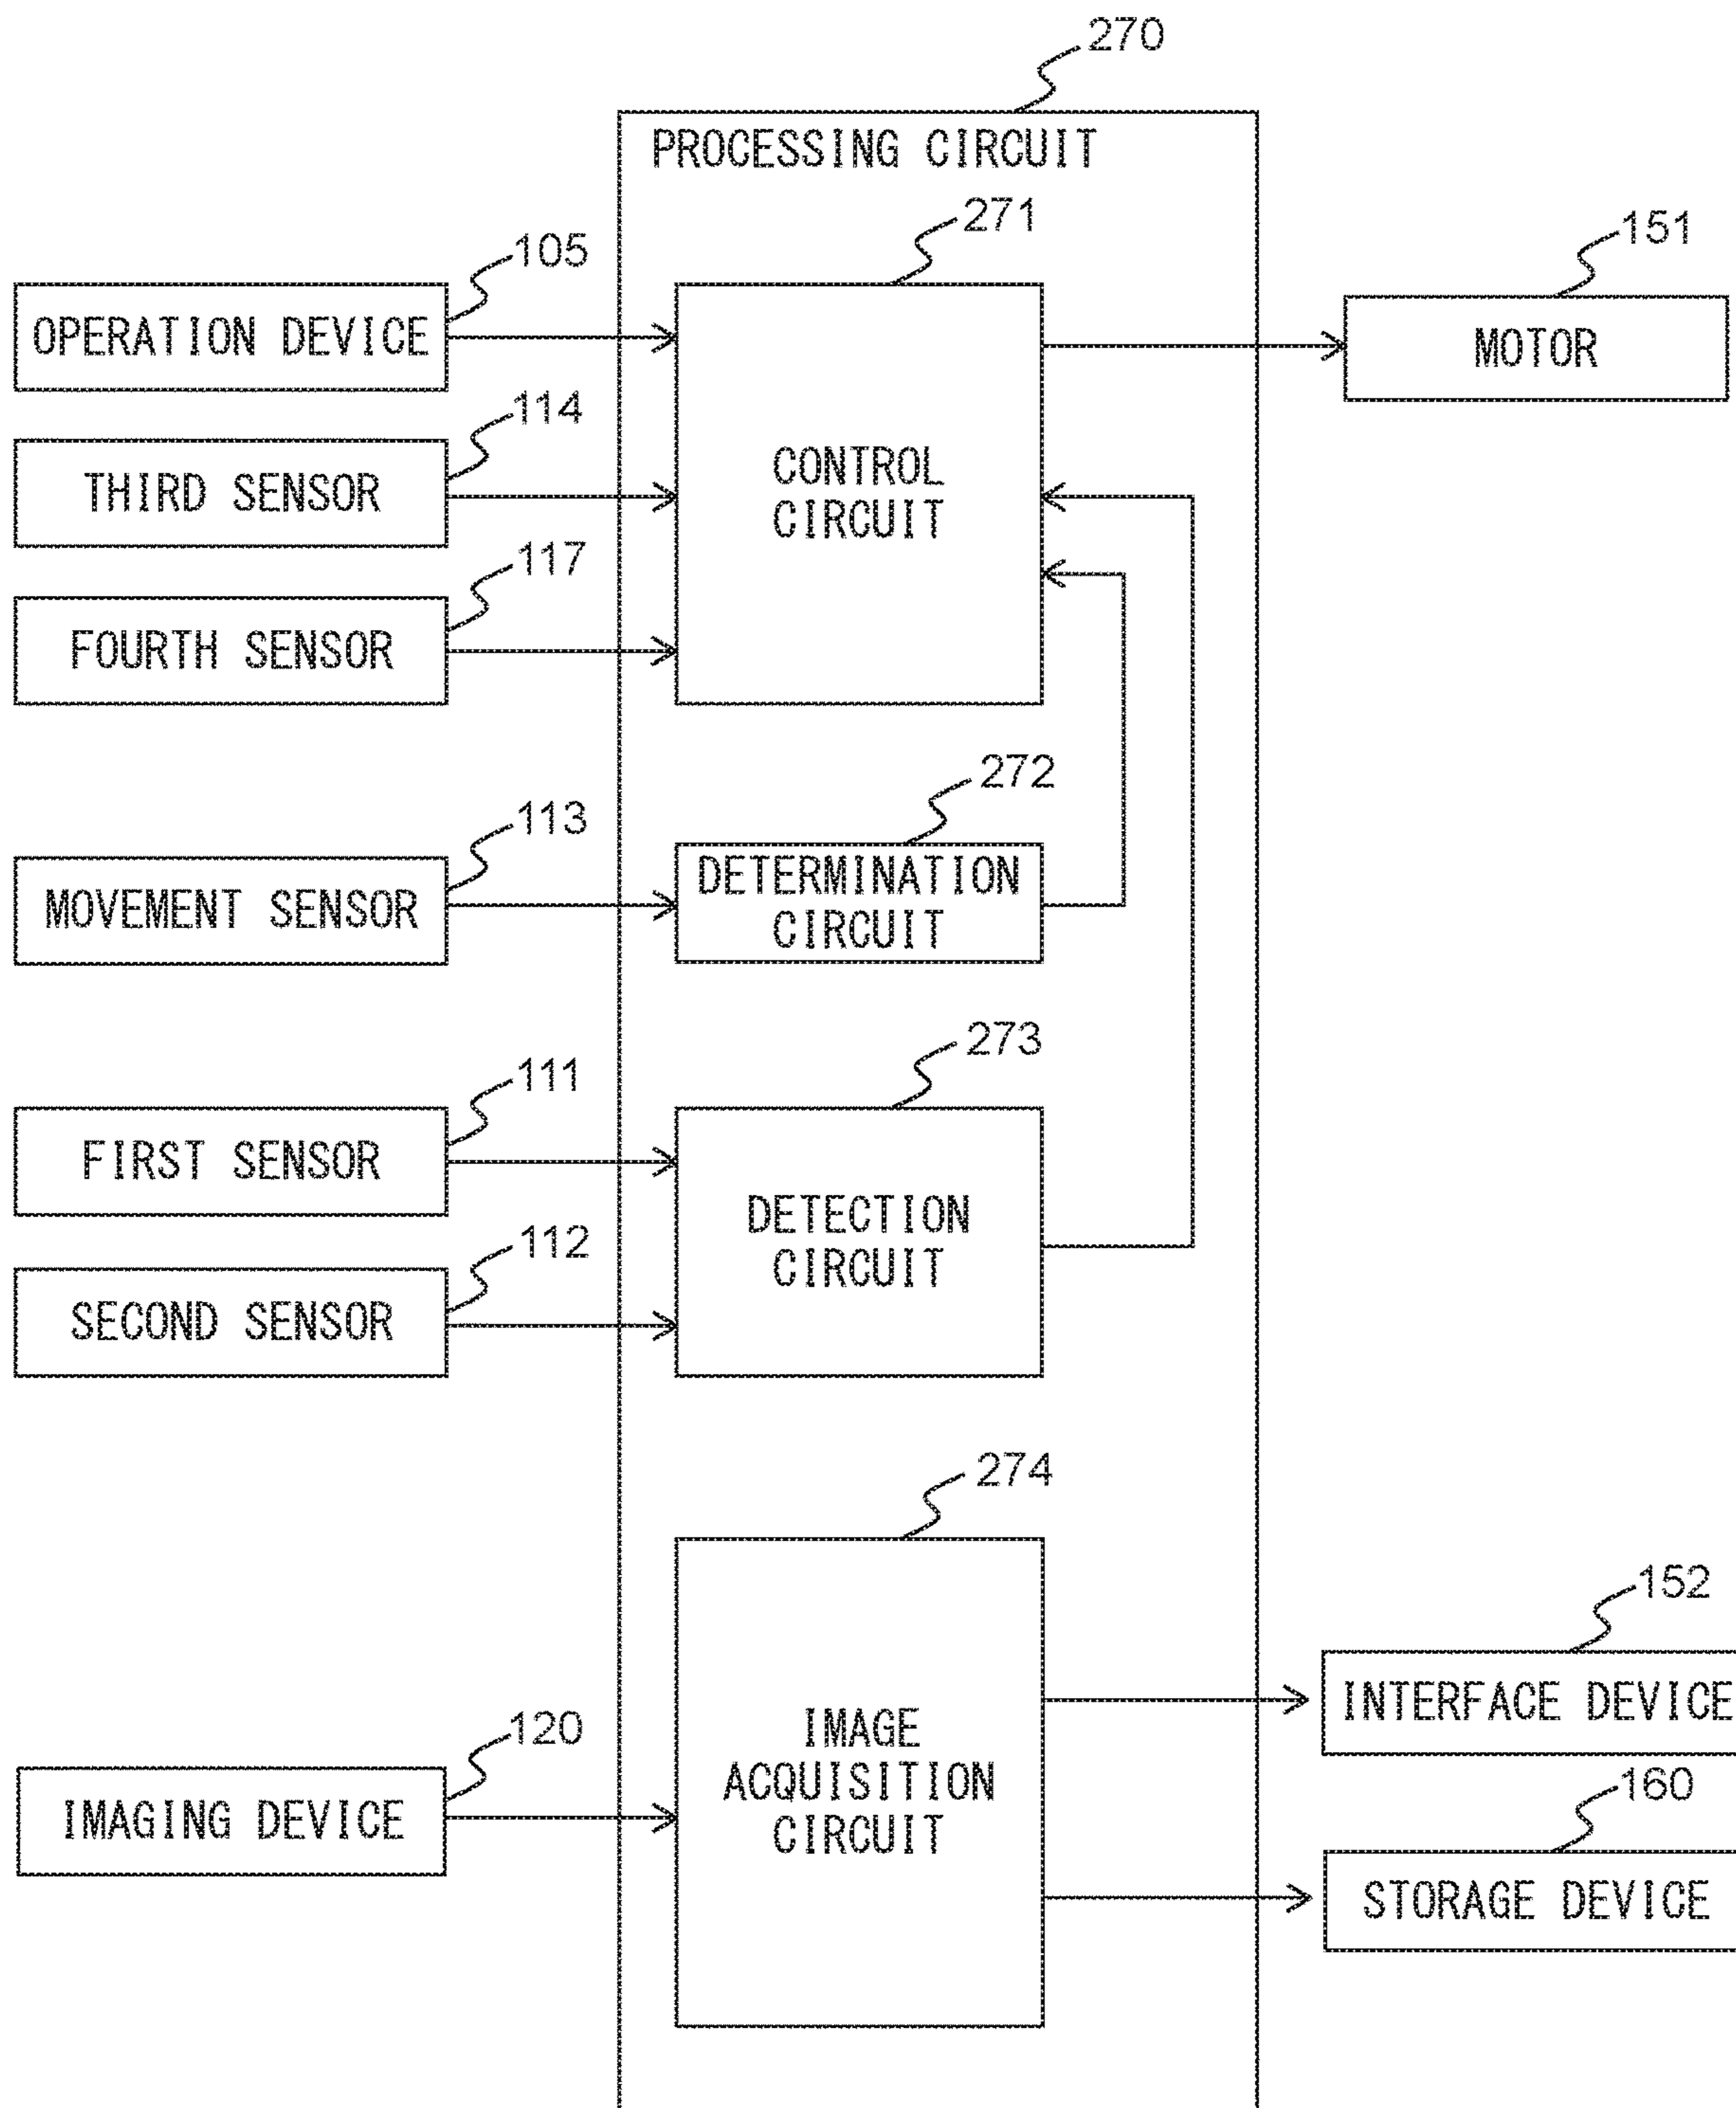 270
PROCESSING CIRCUIT
271
105
151
OPERATION DEVICE
MOTOR
114
THIRD SENSOR
CONTROL
CIRCUIT
117
FOURTH SENSOR
272
113
MOVEMENT SENSOR
DETERMINATION
CIRCUIT
273
111
FIRST SENSOR
DETECTION
CIRCUIT
112
SECOND SENSOR
274
152
INTERFACE DEVICE
120
IMAGING DEVICE
IMAGE
ACQUISITION
CIRCUIT
160
STORAGE DEVICE